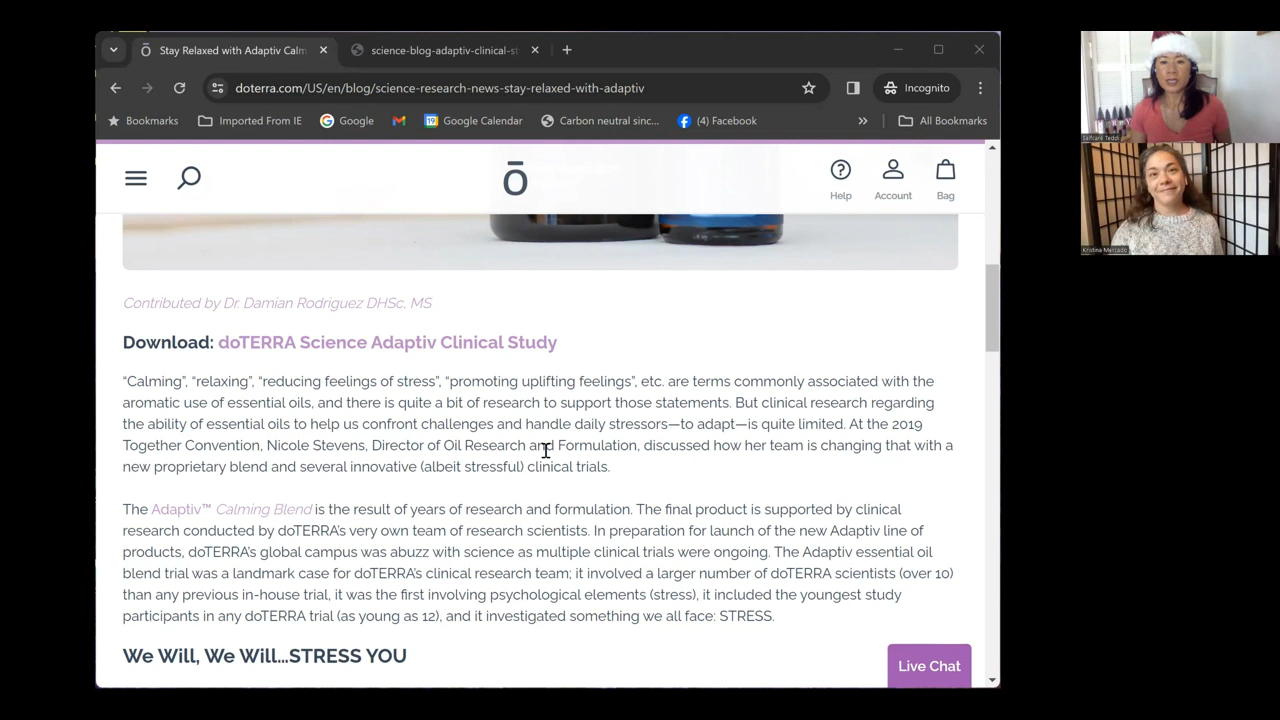 Stay Relaxed with Adaptiv Calm
science-blog-adaptiv-clinical-st
doterra.com/US/en/blog/science-research-news-stay-relaxed-with-adaptiv
Incognito
Bookmarks
Imported From IE
Google
Google Calendar
Carbon neutral sinc...
(4) Facebook
All Bookmarks
ō
Help
Account
Bag
Contributed by Dr. Damian Rodriguez DHSc, MS
Download: doTERRA Science Adaptiv Clinical Study
“Calming”, “relaxing”, “reducing feelings of stress”, “promoting uplifting feelings”, etc. are terms commonly associated with the
aromatic use of essential oils, and there is quite a bit of research to support those statements. But clinical research regarding
the ability of essential oils to help us confront challenges and handle daily stressors—to adapt—is quite limited. At the 2019
Together Convention, Nicole Stevens, Director of Oil Research and Formulation, discussed how her team is changing that with a
new proprietary blend and several innovative (albeit stressful) clinical trials.
The Adaptiv™ Calming Blend is the result of years of research and formulation. The final product is supported by clinical
research conducted by doTERRA’s very own team of research scientists. In preparation for launch of the new Adaptiv line of
products, doTERRA’s global campus was abuzz with science as multiple clinical trials were ongoing. The Adaptiv essential oil
blend trial was a landmark case for doTERRA’s clinical research team; it involved a larger number of doTERRA scientists (over 10)
than any previous in-house trial, it was the first involving psychological elements (stress), it included the youngest study
participants in any doTERRA trial (as young as 12), and it investigated something we all face: STRESS.
We Will, We Will...STRESS YOU
Live Chat
Selfcare Teddi
Kristina Mercado